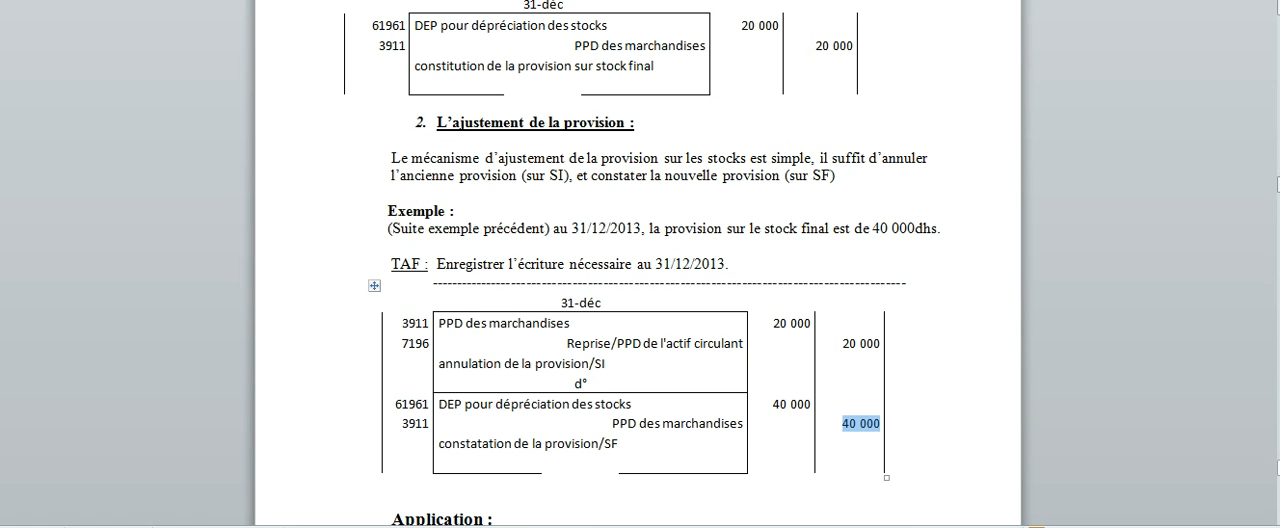 31-déc
61961 DEP pour dépréciation des stocks 20 000
3911 PPD des marchandises 20 000
constitution de la provision sur stock final
2. L’ajustement de la provision :
Le mécanisme d’ajustement de la provision sur les stocks est simple, il suffit d’annuler
l’ancienne provision (sur SI), et constater la nouvelle provision (sur SF)
Exemple :
(Suite exemple précédent) au 31/12/2013, la provision sur le stock final est de 40 000dhs.
TAF : Enregistrer l’écriture nécessaire au 31/12/2013.
31-déc
3911 PPD des marchandises 20 000
7196 Reprise/PPD de l'actif circulant 20 000
annulation de la provision/SI
d°
61961 DEP pour dépréciation des stocks 40 000
3911 PPD des marchandises 40 000
constatation de la provision/SF
Application :